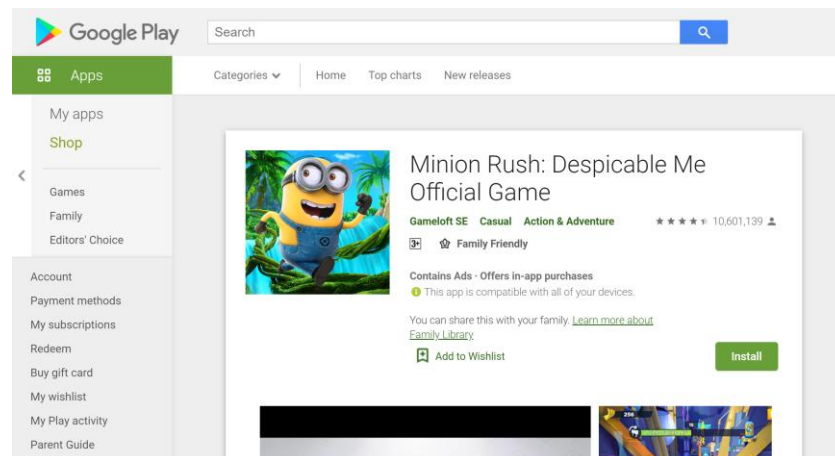 Google Play
Search
Apps
Categories
Home
Top charts
New releases
My apps
Shop
Games
Family
Editors' Choice
Account
Payment methods
My subscriptions
Redeem
Buy gift card
My wishlist
My Play activity
Parent Guide
Minion Rush: Despicable Me
Official Game
Gameloft SE Casual Action & Adventure 10,601,139
3+ Family Friendly
Contains Ads · Offers in-app purchases
This app is compatible with all of your devices.
You can share this with your family. Learn more about
Family Library
Add to Wishlist
Install
256